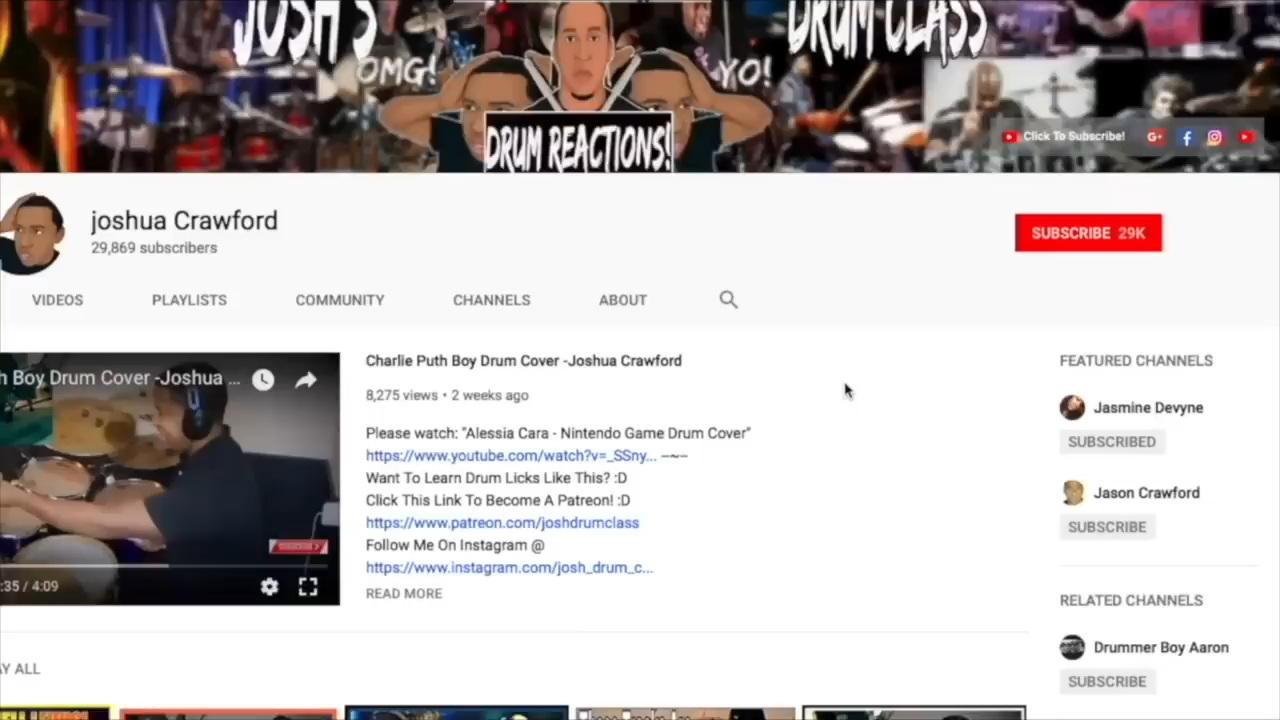 JOSH'S
DRUM CLASS
OMG!
YO!
DRUM REACTIONS!
Click To Subscribe!
joshua Crawford
29,869 subscribers
SUBSCRIBE 29K
VIDEOS
PLAYLISTS
COMMUNITY
CHANNELS
ABOUT
h Boy Drum Cover -Joshua ...
:35 / 4:09
Charlie Puth Boy Drum Cover -Joshua Crawford
8,275 views • 2 weeks ago
Please watch: "Alessia Cara - Nintendo Game Drum Cover"
https://www.youtube.com/watch?v=_SSny... —~—
Want To Learn Drum Licks Like This? :D
Click This Link To Become A Patreon! :D
https://www.patreon.com/joshdrumclass
Follow Me On Instagram @
https://www.instagram.com/josh_drum_c...
READ MORE
FEATURED CHANNELS
Jasmine Devyne
SUBSCRIBED
Jason Crawford
SUBSCRIBE
RELATED CHANNELS
Drummer Boy Aaron
SUBSCRIBE
AY ALL